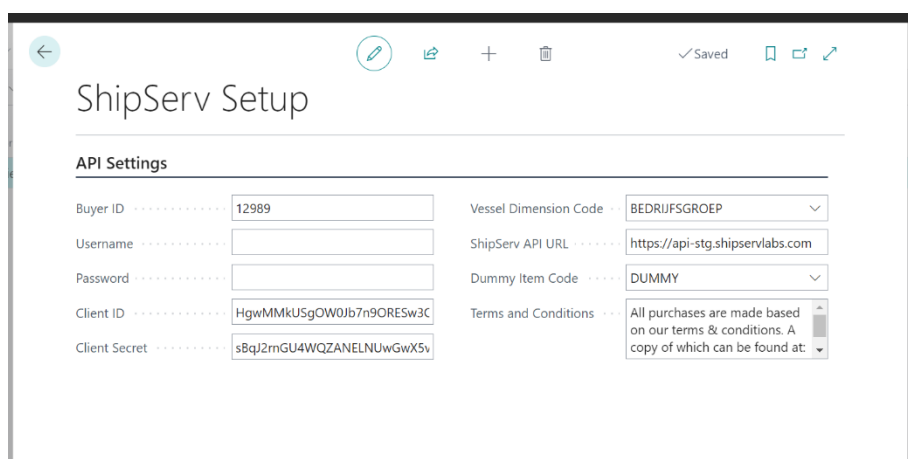 Saved
ShipServ Setup
API Settings
Buyer ID
12989
Username
Password
Client ID
HgwMMkUSgOW0Jb7n9ORESw3C
Client Secret
sBqJ2rnGU4WQZANELNUwGwX5v
Vessel Dimension Code
BEDRIJFSGROEP
ShipServ API URL
https://api-stg.shipservlabs.com
Dummy Item Code
DUMMY
Terms and Conditions
All purchases are made based
on our terms & conditions. A
copy of which can be found at: